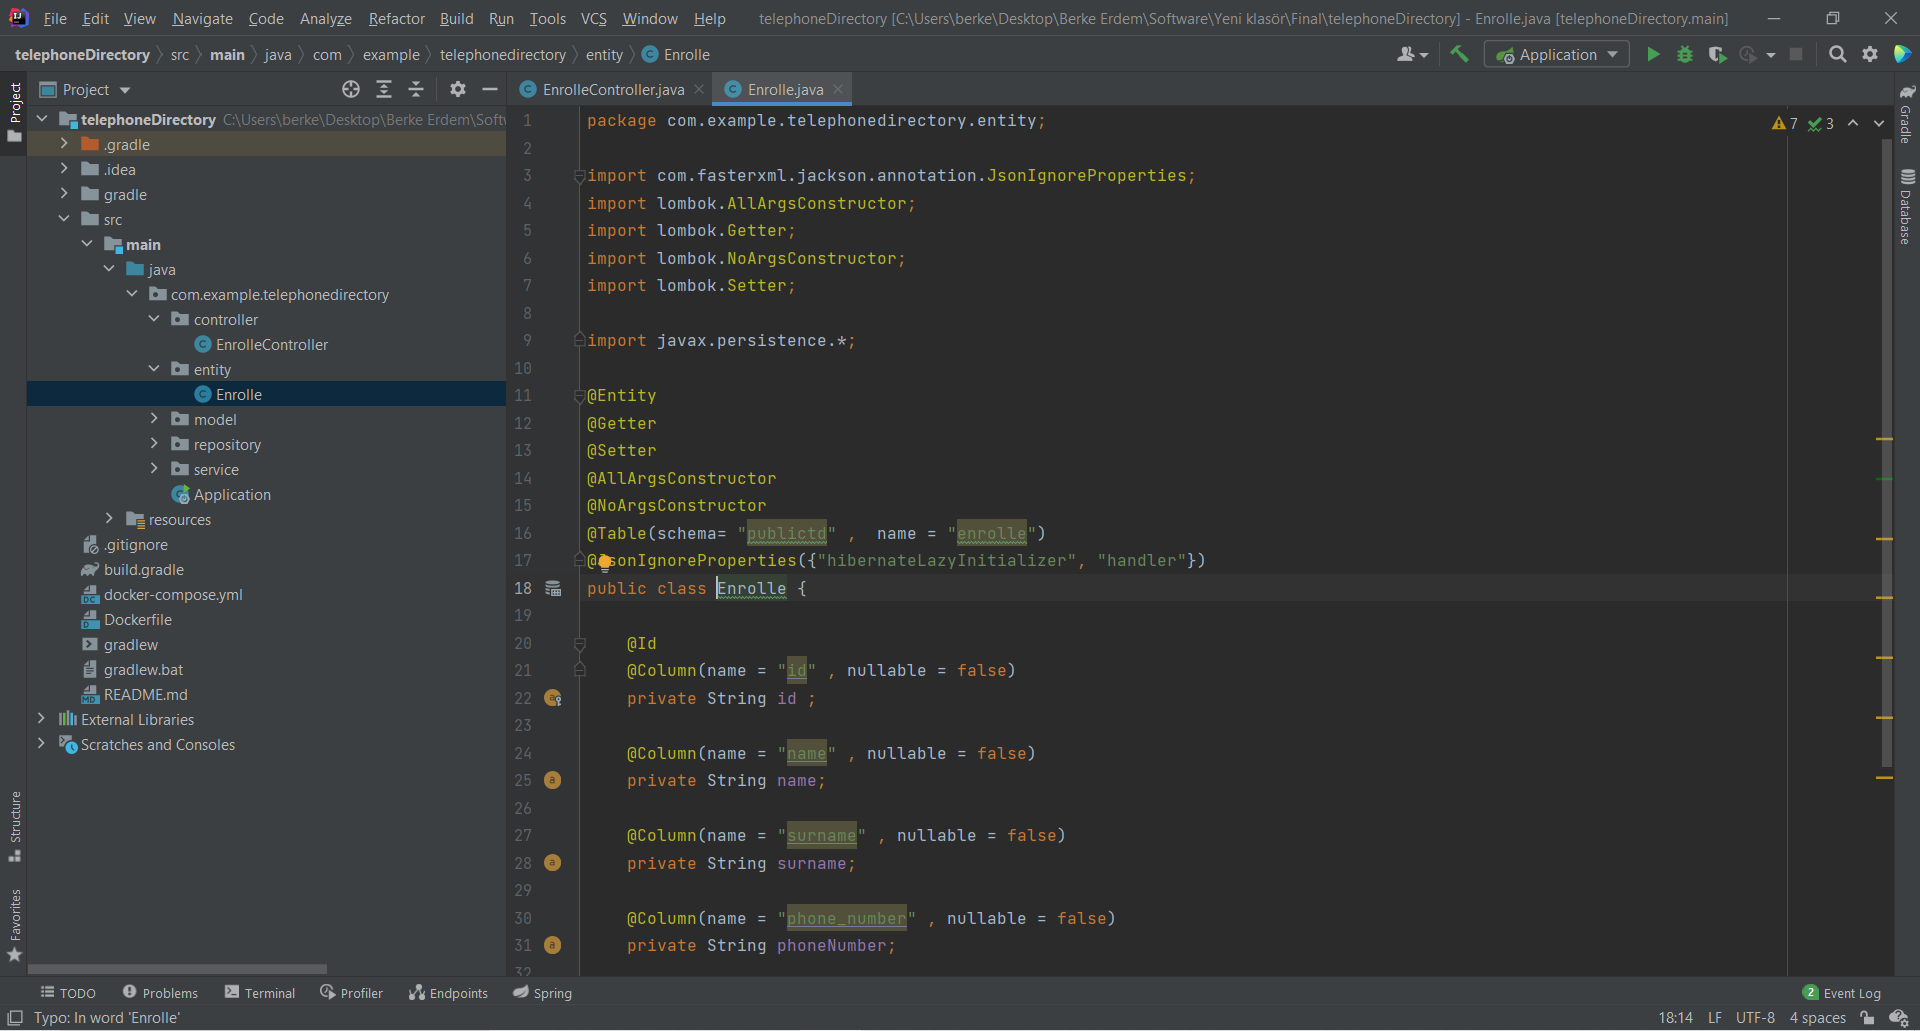 File Edit View Navigate Code Analyze Refactor Build Run Tools VCS Window Help telephoneDirectory [C:\Users\berke\Desktop\Berke Erdem\Software\Yeni klasör\Final\telephoneDirectory] - Enrolle.java [telephoneDirectory.main]
telephoneDirectory src main java com example telephonedirectory entity Enrolle Application
Project
EnrolleController.java Enrolle.java
telephoneDirectory C:\Users\berke\Desktop\Berke Erdem\Soft
.gradle
.idea
gradle
src
main
java
com.example.telephonedirectory
controller
EnrolleController
entity
Enrolle
model
repository
service
Application
resources
.gitignore
build.gradle
docker-compose.yml
Dockerfile
gradlew
gradlew.bat
README.md
External Libraries
Scratches and Consoles
Project
Structure
Favorites
7 3
1 package com.example.telephonedirectory.entity;
2
3 import com.fasterxml.jackson.annotation.JsonIgnoreProperties;
4 import lombok.AllArgsConstructor;
5 import lombok.Getter;
6 import lombok.NoArgsConstructor;
7 import lombok.Setter;
8
9 import javax.persistence.*;
10
11 @Entity
12 @Getter
13 @Setter
14 @AllArgsConstructor
15 @NoArgsConstructor
16 @Table(schema= "publictd" , name = "enrolle")
17 @JsonIgnoreProperties({"hibernateLazyInitializer", "handler"})
18 public class Enrolle {
19
20 @Id
21 @Column(name = "id" , nullable = false)
22 private String id ;
23
24 @Column(name = "name" , nullable = false)
25 private String name;
26
27 @Column(name = "surname" , nullable = false)
28 private String surname;
29
30 @Column(name = "phone_number" , nullable = false)
31 private String phoneNumber;
32
Gradle
Database
TODO Problems Terminal Profiler Endpoints Spring 2 Event Log
Typo: In word 'Enrolle' 18:14 LF UTF-8 4 spaces